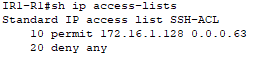 IR1-R1#sh ip access-lists
Standard IP access list SSH-ACL
    10 permit 172.16.1.128 0.0.0.63
    20 deny any